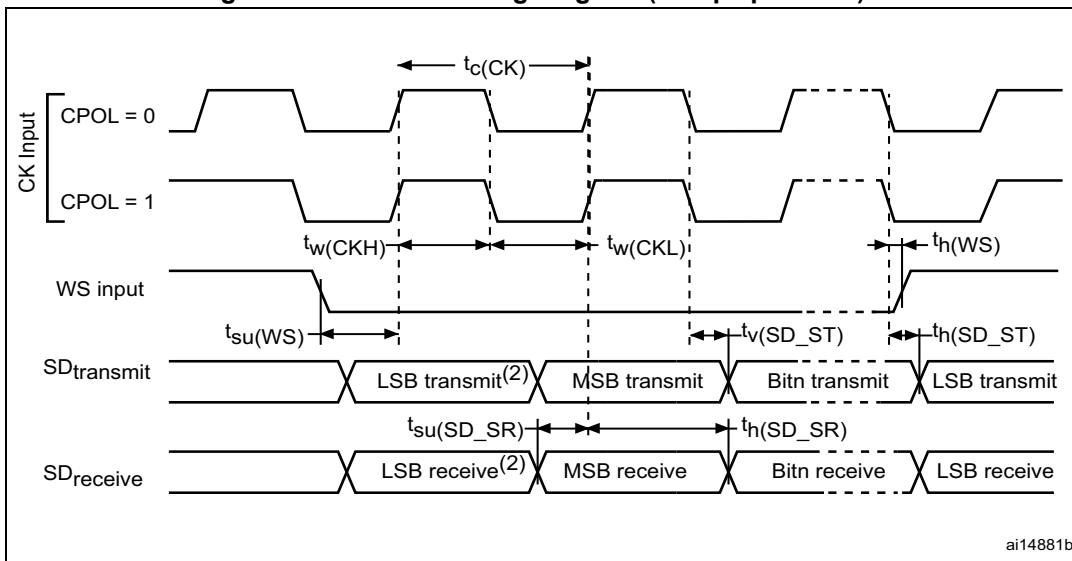 tc(CK)
CK Input
CPOL = 0
CPOL = 1
tw(CKH)
tw(CKL)
th(WS)
WS input
tsu(WS)
tv(SD_ST)
th(SD_ST)
SDtransmit
LSB transmit(2)
MSB transmit
Bitn transmit
LSB transmit
tsu(SD_SR)
th(SD_SR)
SDreceive
LSB receive(2)
MSB receive
Bitn receive
LSB receive
ai14881b